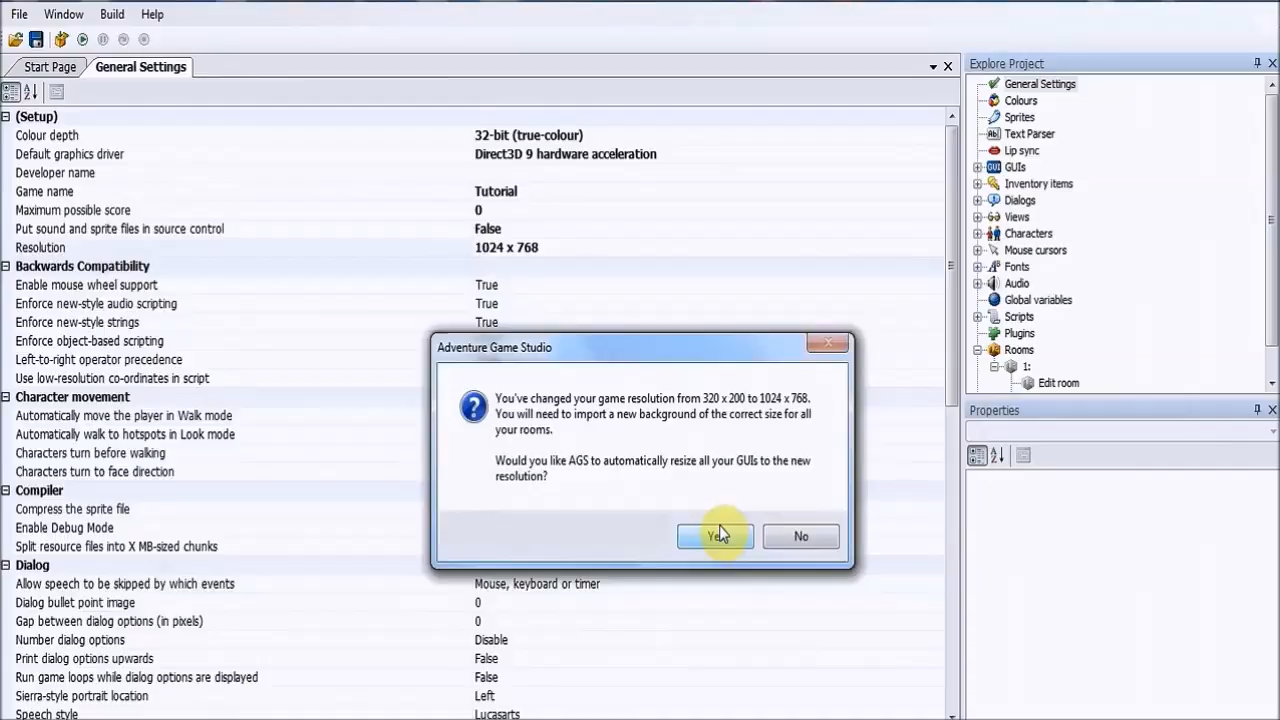 File Window Build Help
Start Page General Settings
(Setup)
Colour depth 32-bit (true-colour)
Default graphics driver Direct3D 9 hardware acceleration
Developer name
Game name Tutorial
Maximum possible score 0
Put sound and sprite files in source control False
Resolution 1024 x 768
Backwards Compatibility
Enable mouse wheel support True
Enforce new-style audio scripting True
Enforce new-style strings True
Enforce object-based scripting
Left-to-right operator precedence
Use low-resolution co-ordinates in script
Character movement
Automatically move the player in Walk mode
Automatically walk to hotspots in Look mode
Characters turn before walking
Characters turn to face direction
Compiler
Compress the sprite file
Enable Debug Mode
Split resource files into X MB-sized chunks
Dialog
Allow speech to be skipped by which events Mouse, keyboard or timer
Dialog bullet point image 0
Gap between dialog options (in pixels) 0
Number dialog options Disable
Print dialog options upwards False
Run game loops while dialog options are displayed False
Sierra-style portrait location Left
Speech style Lucasarts
Adventure Game Studio
You've changed your game resolution from 320 x 200 to 1024 x 768.
You will need to import a new background of the correct size for all
your rooms.
Would you like AGS to automatically resize all your GUIs to the new
resolution?
Yes No
Explore Project
General Settings
Colours
Sprites
Text Parser
Lip sync
GUIs
Inventory items
Dialogs
Views
Characters
Mouse cursors
Fonts
Audio
Global variables
Scripts
Plugins
Rooms
1:
Edit room
Properties